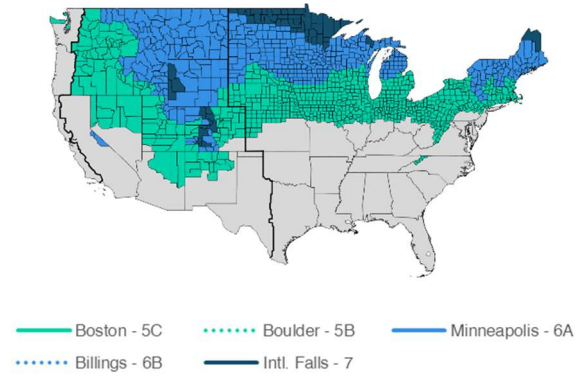 Boston - 5C Boulder - 5B Minneapolis - 6A
Billings - 6B Intl. Falls - 7